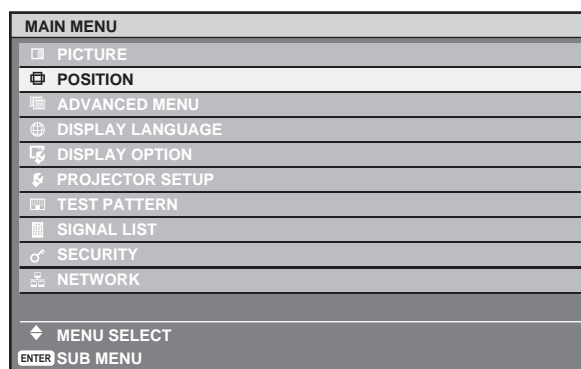 MAIN MENU
PICTURE
POSITION
ADVANCED MENU
DISPLAY LANGUAGE
DISPLAY OPTION
PROJECTOR SETUP
TEST PATTERN
SIGNAL LIST
SECURITY
NETWORK
MENU SELECT
ENTER SUB MENU